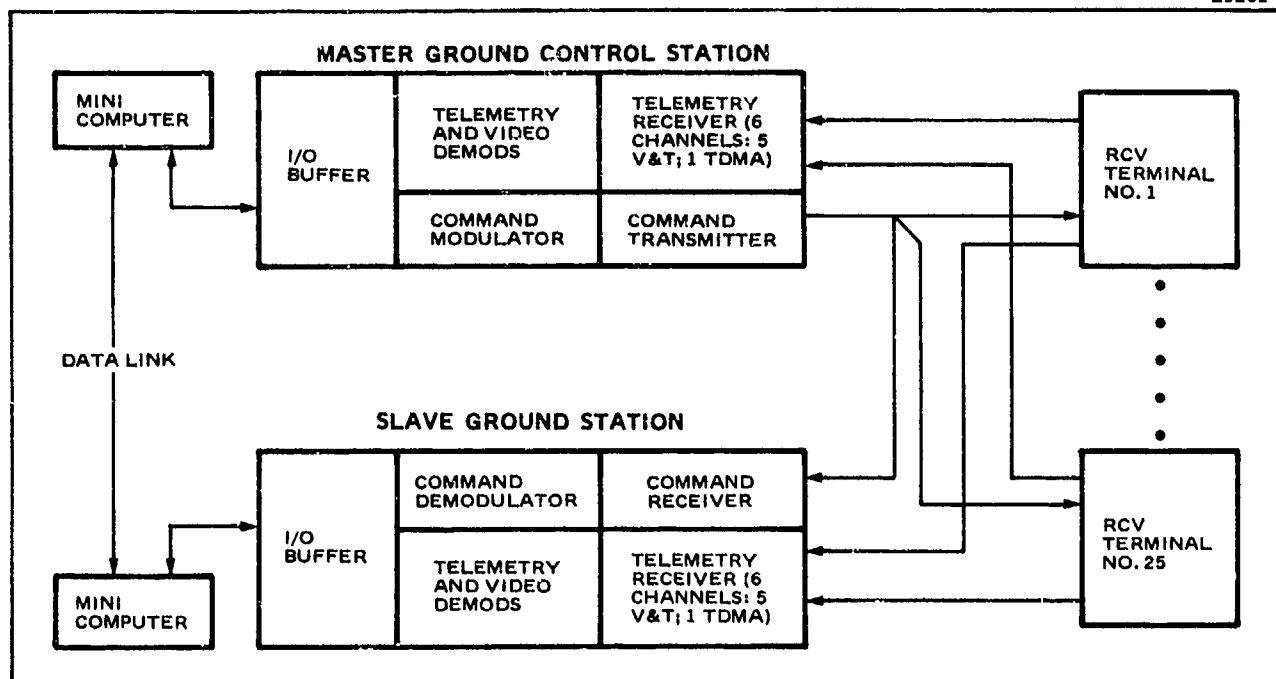 MASTER GROUND CONTROL STATION
MINI
COMPUTER
I/O
BUFFER
TELEMETRY
AND VIDEO
DEMODS
TELEMETRY
RECEIVER (6
CHANNELS: 5
V&T; 1 TDMA)
COMMAND
MODULATOR
COMMAND
TRANSMITTER
RCV
TERMINAL
NO. 1
DATA LINK
SLAVE GROUND STATION
MINI
COMPUTER
I/O
BUFFER
COMMAND
DEMODULATOR
COMMAND
RECEIVER
TELEMETRY
AND VIDEO
DEMODS
TELEMETRY
RECEIVER (6
CHANNELS: 5
V&T; 1 TDMA)
RCV
TERMINAL
NO. 25